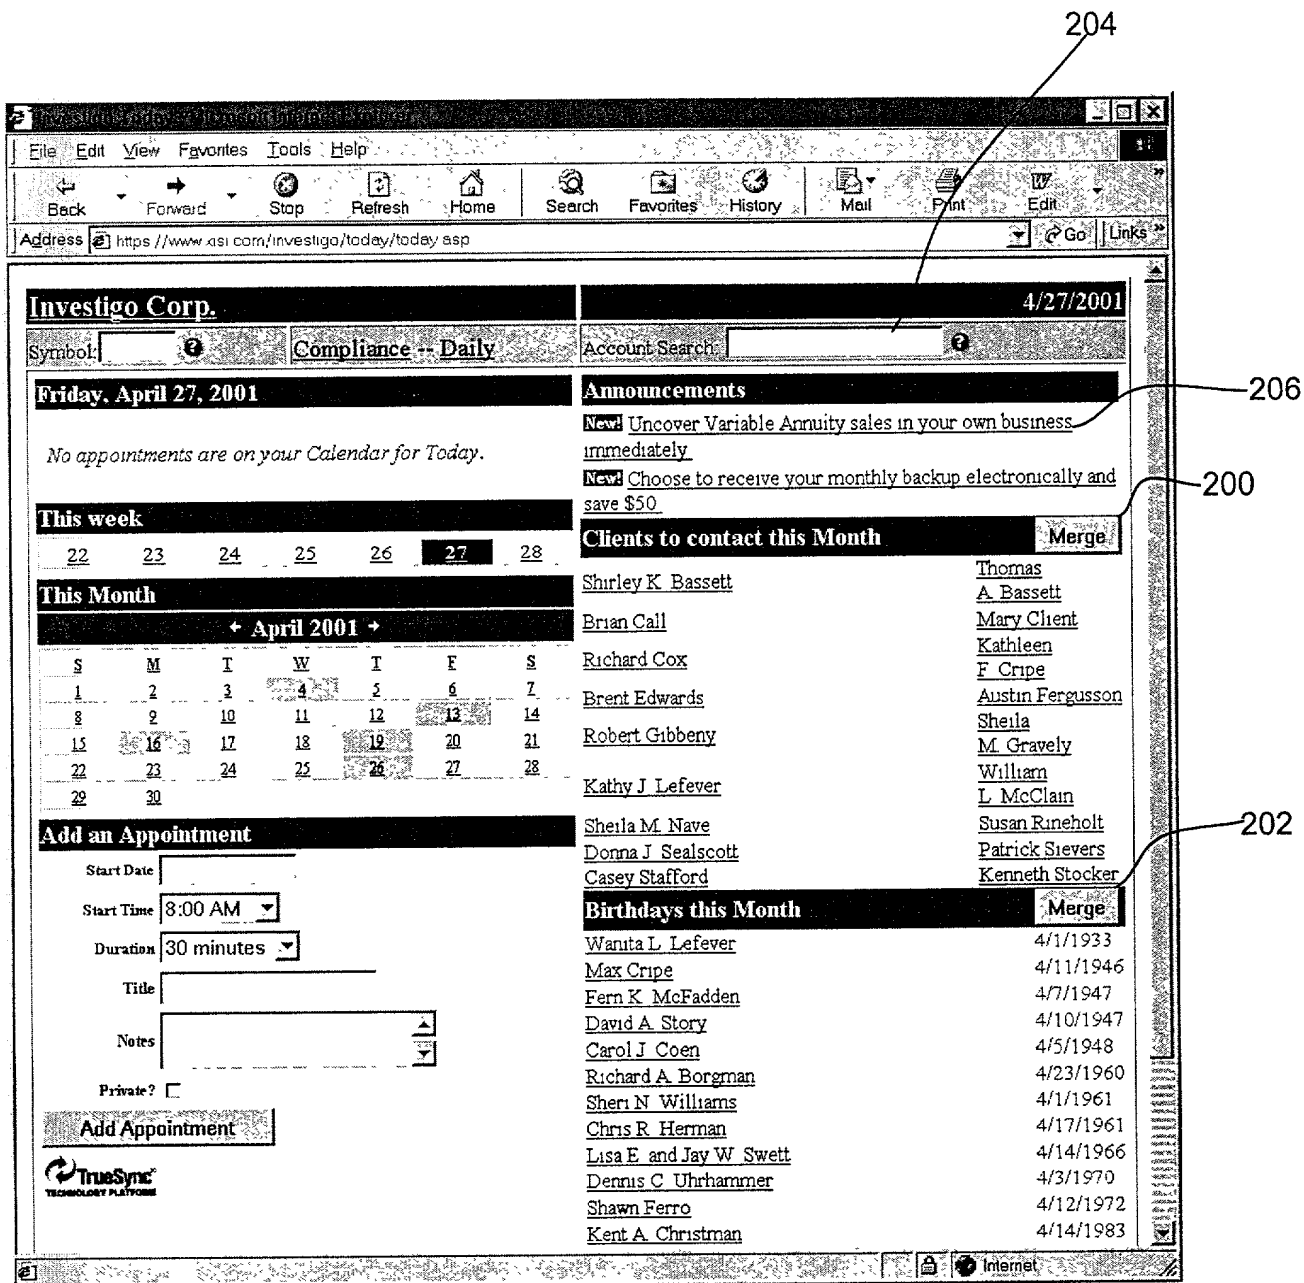 204
Investigo Today - Microsoft Internet Explorer
File Edit View Favorites Tools Help
Back Forward Stop Refresh Home Search Favorites History Mail Print Edit
Address https://www.xisi.com/investigo/today/today.asp Go Links »
Investigo Corp. 4/27/2001
Symbol: ? Compliance -- Daily Account Search: ?
Friday, April 27, 2001 Announcements
206
New! Uncover Variable Annuity sales in your own business
immediately
No appointments are on your Calendar for Today.
New! Choose to receive your monthly backup electronically and
save $50
200
This week
22 23 24 25 26 27 28
This Month
← April 2001 →
S M T W T F S
1 2 3 4 5 6 7
8 9 10 11 12 13 14
15 16 17 18 19 20 21
22 23 24 25 26 27 28
29 30
Add an Appointment
Start Date
Start Time 8:00 AM
Duration 30 minutes
Title
Notes
Private?
Add Appointment
TrueSync
TECHNOLOGY PLATFORM
Clients to contact this Month Merge
Shirley K. Bassett
Brian Call
Richard Cox
Brent Edwards
Robert Gibbeny
Kathy J. Lefever
Sheila M. Nave
Donna J. Sealscott
Casey Stafford
Thomas
A. Bassett
Mary Client
Kathleen
F. Cripe
Austin Fergusson
Sheila
M. Gravely
William
L. McClain
Susan Rineholt
Patrick Sievers
Kenneth Stocker
202
Birthdays this Month Merge
Wanita L. Lefever 4/1/1933
Max Cripe 4/11/1946
Fern K. McFadden 4/7/1947
David A. Story 4/10/1947
Carol J. Coen 4/5/1948
Richard A. Borgman 4/23/1960
Sheri N. Williams 4/1/1961
Chris R. Herman 4/17/1961
Lisa E. and Jay W. Swett 4/14/1966
Dennis C. Uhrhammer 4/3/1970
Shawn Ferro 4/12/1972
Kent A. Christman 4/14/1983
Internet